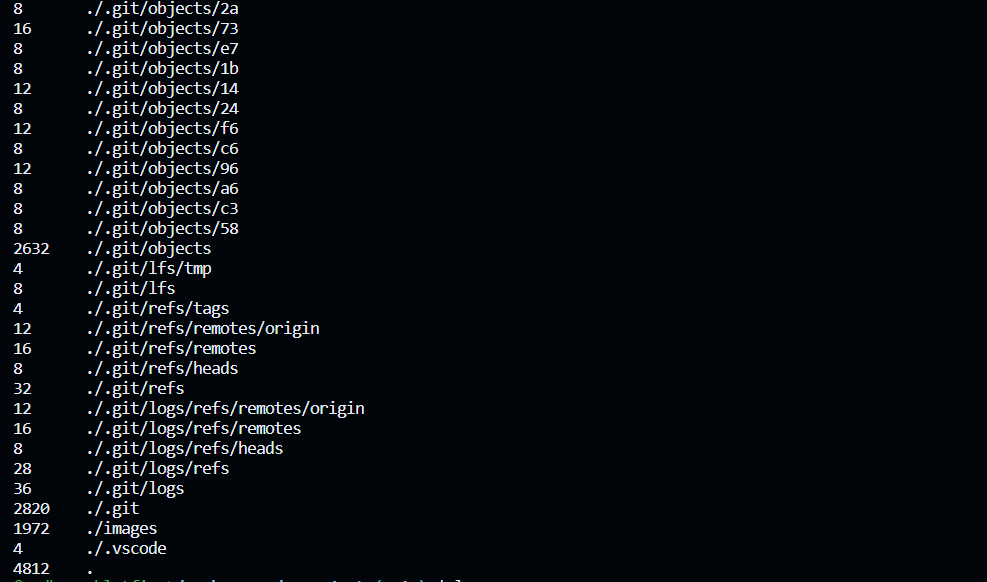 8 ./.git/objects/2a
16 ./.git/objects/73
8 ./.git/objects/e7
8 ./.git/objects/1b
12 ./.git/objects/14
8 ./.git/objects/24
12 ./.git/objects/f6
8 ./.git/objects/c6
12 ./.git/objects/96
8 ./.git/objects/a6
8 ./.git/objects/c3
8 ./.git/objects/58
2632 ./.git/objects
4 ./.git/lfs/tmp
8 ./.git/lfs
4 ./.git/refs/tags
12 ./.git/refs/remotes/origin
16 ./.git/refs/remotes
8 ./.git/refs/heads
32 ./.git/refs
12 ./.git/logs/refs/remotes/origin
16 ./.git/logs/refs/remotes
8 ./.git/logs/refs/heads
28 ./.git/logs/refs
36 ./.git/logs
2820 ./.git
1972 ./images
4 ./.vscode
4812 .